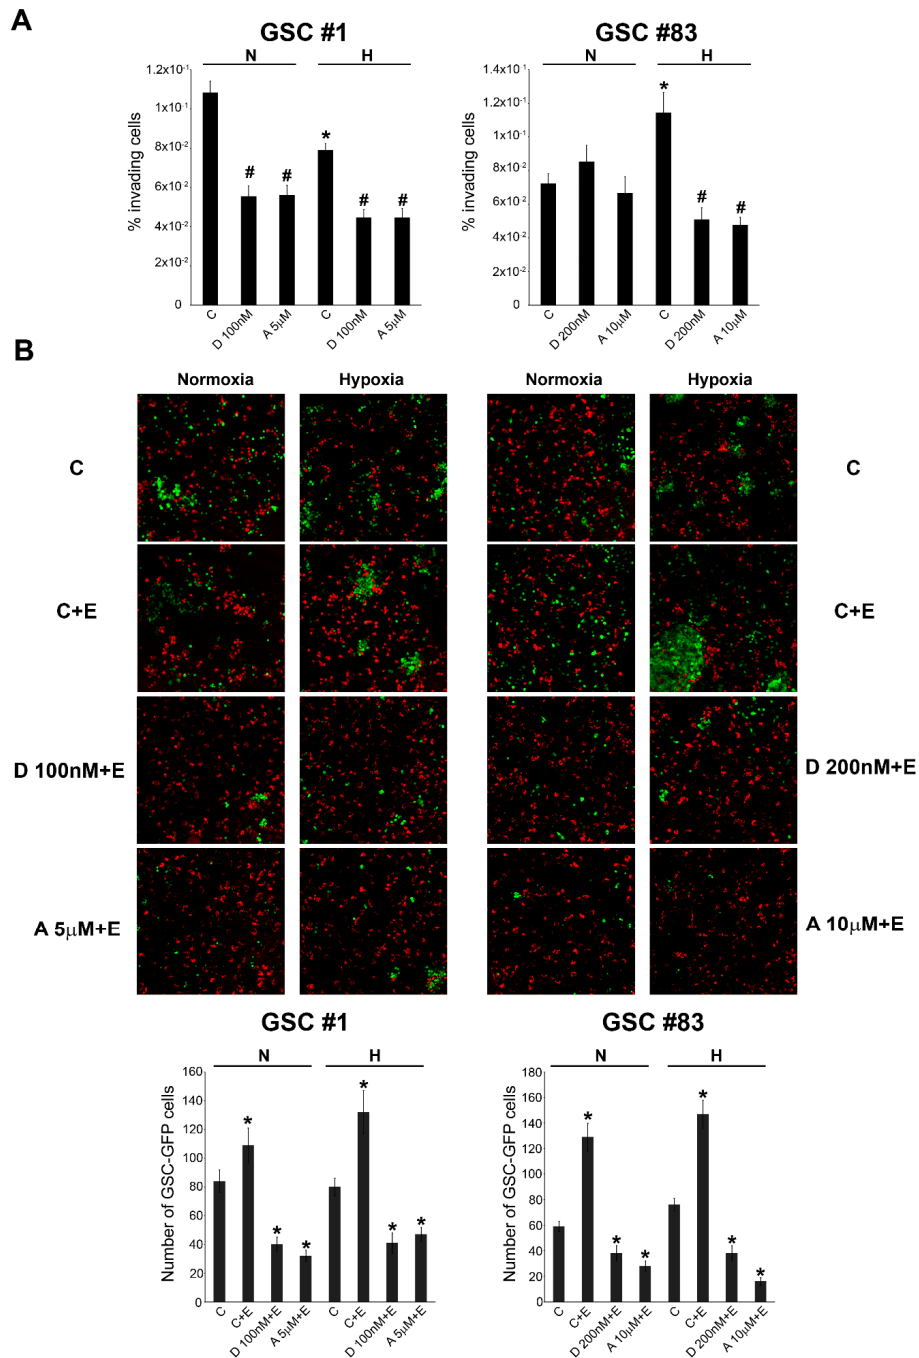 A
GSC #1
GSC #83
N
H
N
H
% invading cells
1.2x10-1
1x10-1
8x10-2
6x10-2
4x10-2
2x10-2
0
#
#
*
#
#
C
D 100nM
A 5μM
C
D 100nM
A 5μM
% invading cells
1.4x10-1
1.2x10-1
1x10-1
8x10-2
6x10-2
4x10-2
2x10-2
0
*
#
#
C
D 200nM
A 10μM
C
D 200nM
A 10μM
B
Normoxia
Hypoxia
Normoxia
Hypoxia
C
C
C+E
C+E
D 100nM+E
D 200nM+E
A 5μM+E
A 10μM+E
GSC #1
GSC #83
N
H
N
H
Number of GSC-GFP cells
160
140
120
100
80
60
40
20
0
*
*
*
*
*
*
C
C+E
D 100nM+E
A 5μM+E
C
C+E
D 100nM+E
A 5μM+E
Number of GSC-GFP cells
180
160
140
120
100
80
60
40
20
0
*
*
*
*
*
*
C
C+E
D 200nM+E
A 10μM+E
C
C+E
D 200nM+E
A 10μM+E